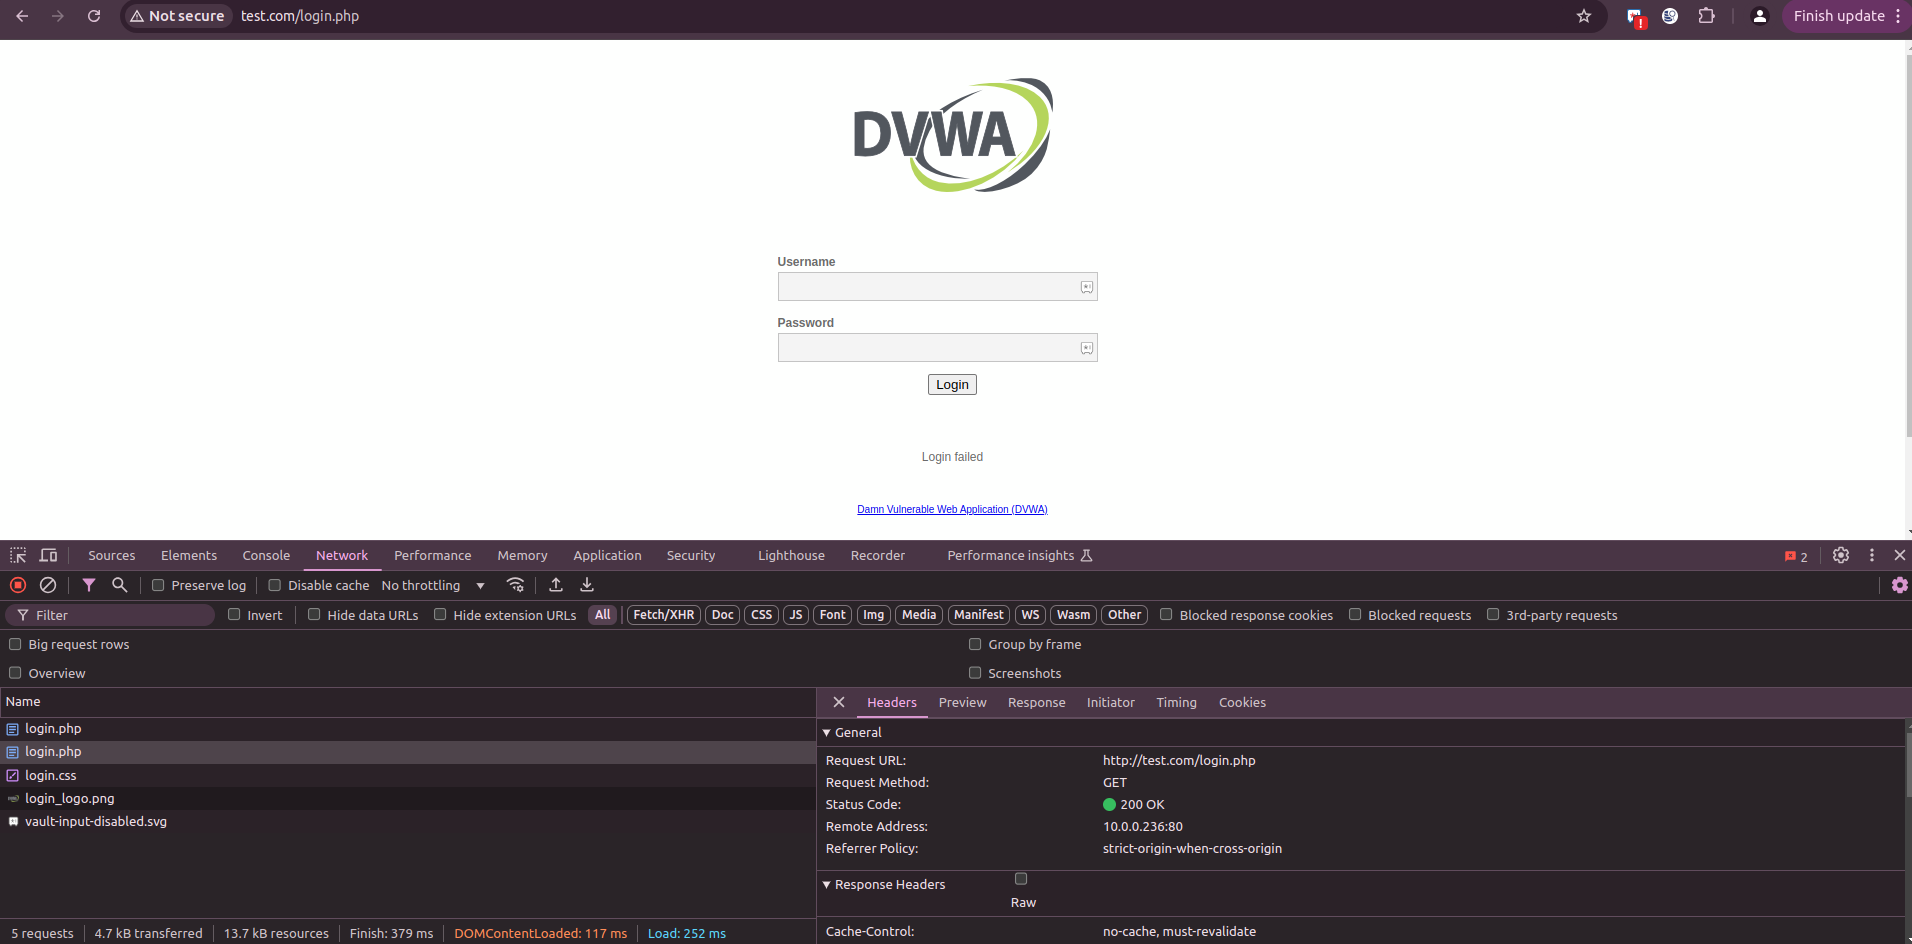 Not secure test.com/login.php Finish update
DVWA
Username
Password
Login
Login failed
Damn Vulnerable Web Application (DVWA)
Sources Elements Console Network Performance Memory Application Security Lighthouse Recorder Performance insights 2
Preserve log Disable cache No throttling
Filter Invert Hide data URLs Hide extension URLs All Fetch/XHR Doc CSS JS Font Img Media Manifest WS Wasm Other Blocked response cookies Blocked requests 3rd-party requests
Big request rows Group by frame
Overview Screenshots
Name
login.php
login.php
login.css
login_logo.png
vault-input-disabled.svg
Headers Preview Response Initiator Timing Cookies
General
Request URL: http://test.com/login.php
Request Method: GET
Status Code: 200 OK
Remote Address: 10.0.0.236:80
Referrer Policy: strict-origin-when-cross-origin
Response Headers
Raw
Cache-Control: no-cache, must-revalidate
5 requests 4.7 kB transferred 13.7 kB resources Finish: 379 ms DOMContentLoaded: 117 ms Load: 252 ms